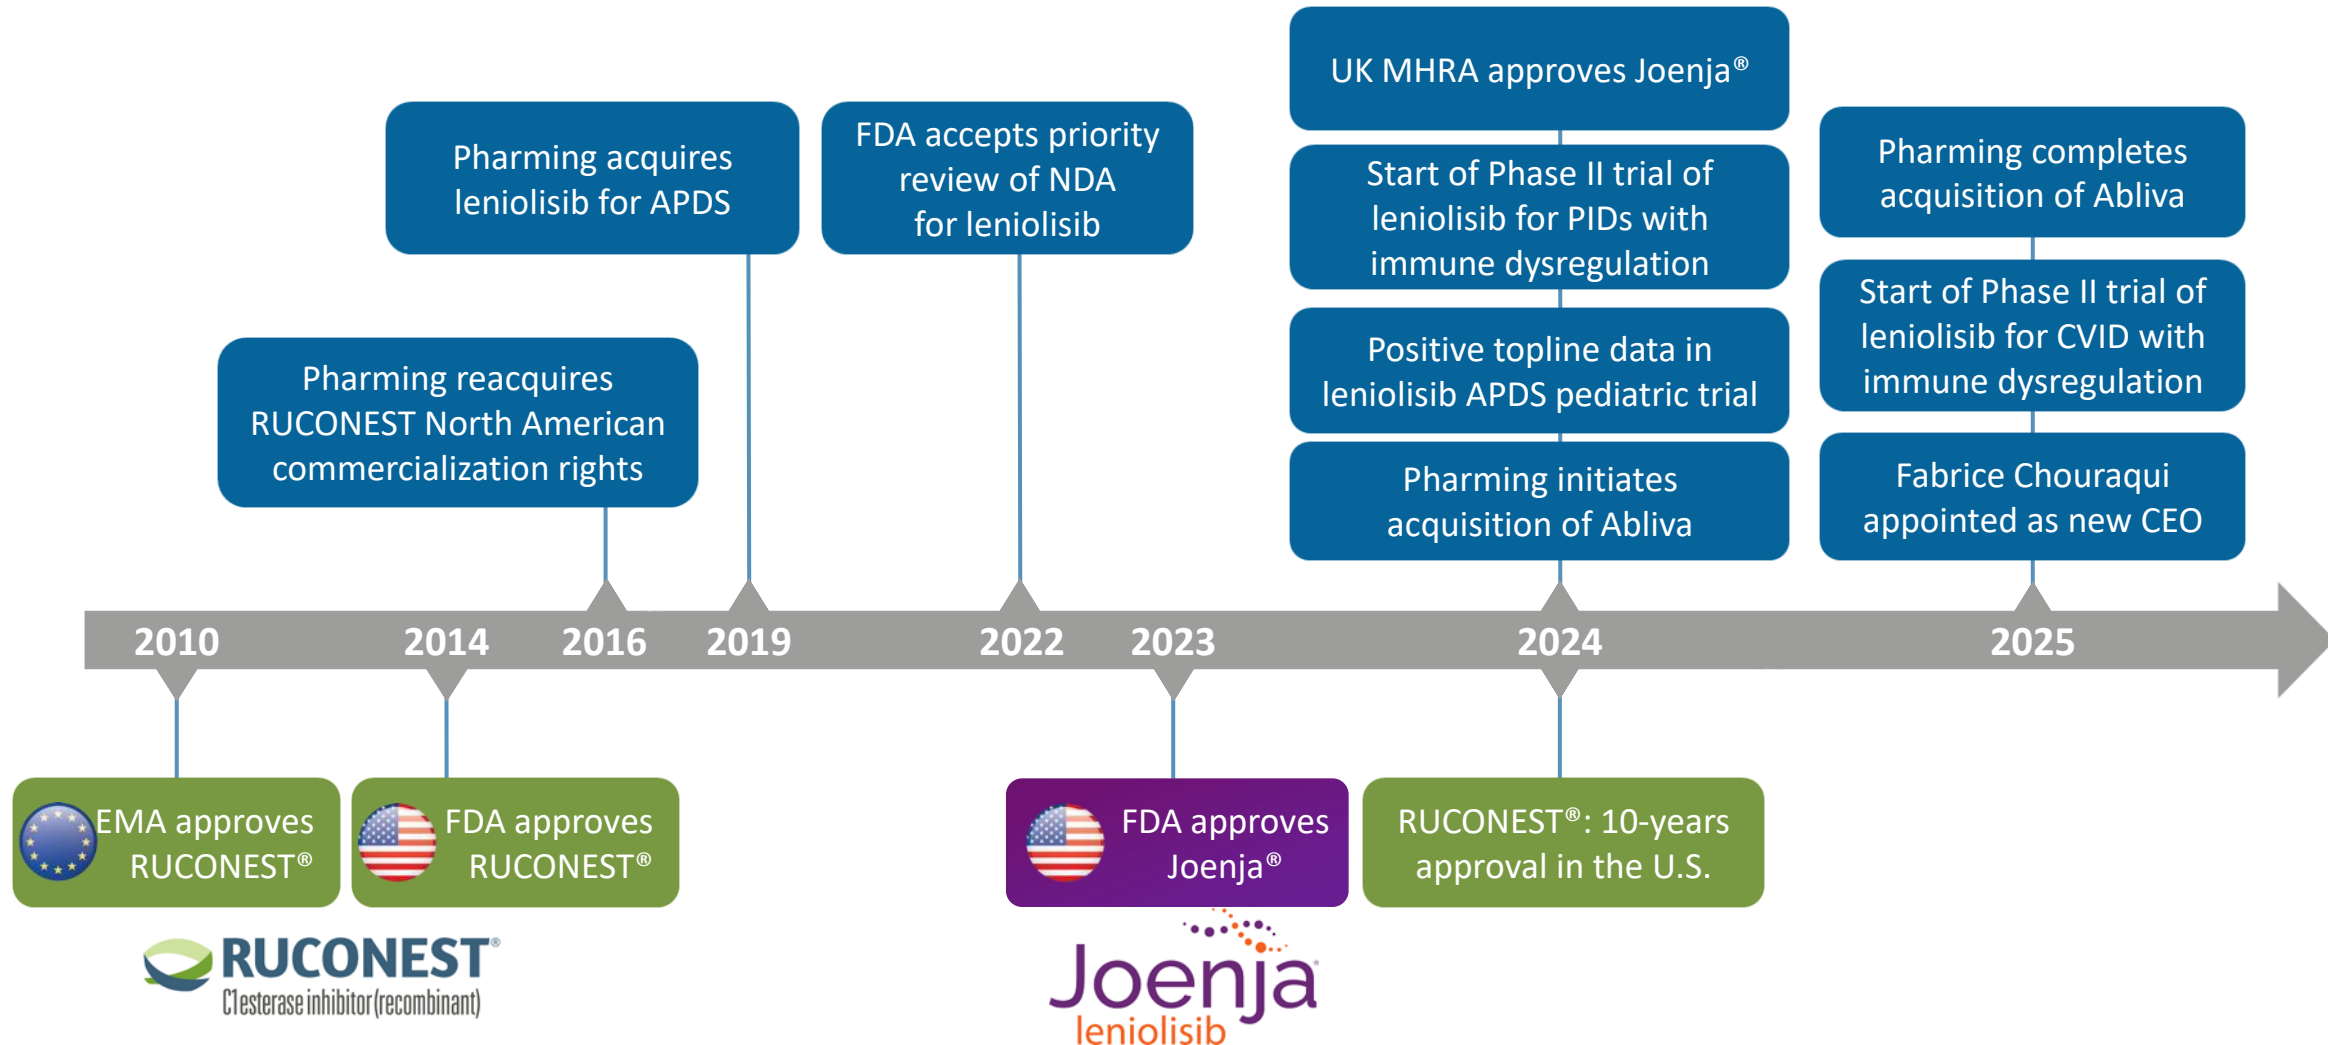 UK MHRA approves Joenja®
Pharming acquires
leniolisib for APDS
FDA accepts priority
review of NDA
for leniolisib
Start of Phase II trial of
leniolisib for PIDs with
immune dysregulation
Pharming completes
acquisition of Abliva
Pharming reacquires
RUCONEST North American
commercialization rights
Positive topline data in
leniolisib APDS pediatric trial
Start of Phase II trial of
leniolisib for CVID with
immune dysregulation
Pharming initiates
acquisition of Abliva
Fabrice Chouraqui
appointed as new CEO
2010 2014 2016 2019 2022 2023 2024 2025
EMA approves
RUCONEST®
FDA approves
RUCONEST®
FDA approves
Joenja®
RUCONEST®: 10-years
approval in the U.S.
RUCONEST®
C1 esterase inhibitor (recombinant)
Joenja
leniolisib